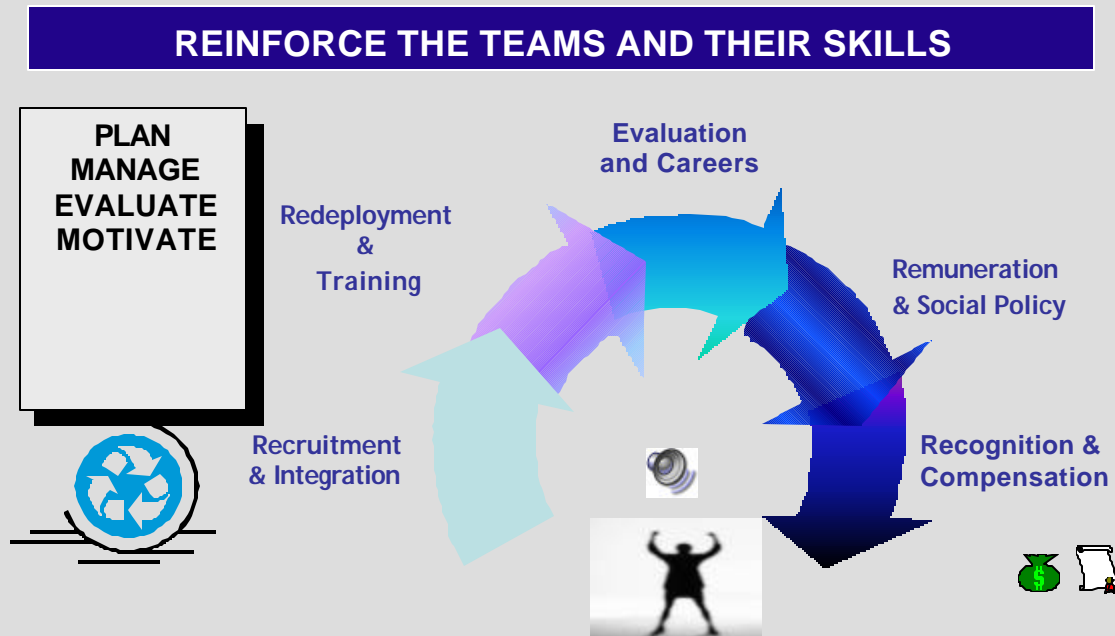 REINFORCE THE TEAMS AND THEIR SKILLS
PLAN
MANAGE
EVALUATE
MOTIVATE
Recruitment
& Integration
Redeployment
&
Training
Evaluation
and Careers
Remuneration
& Social Policy
Recognition &
Compensation
$